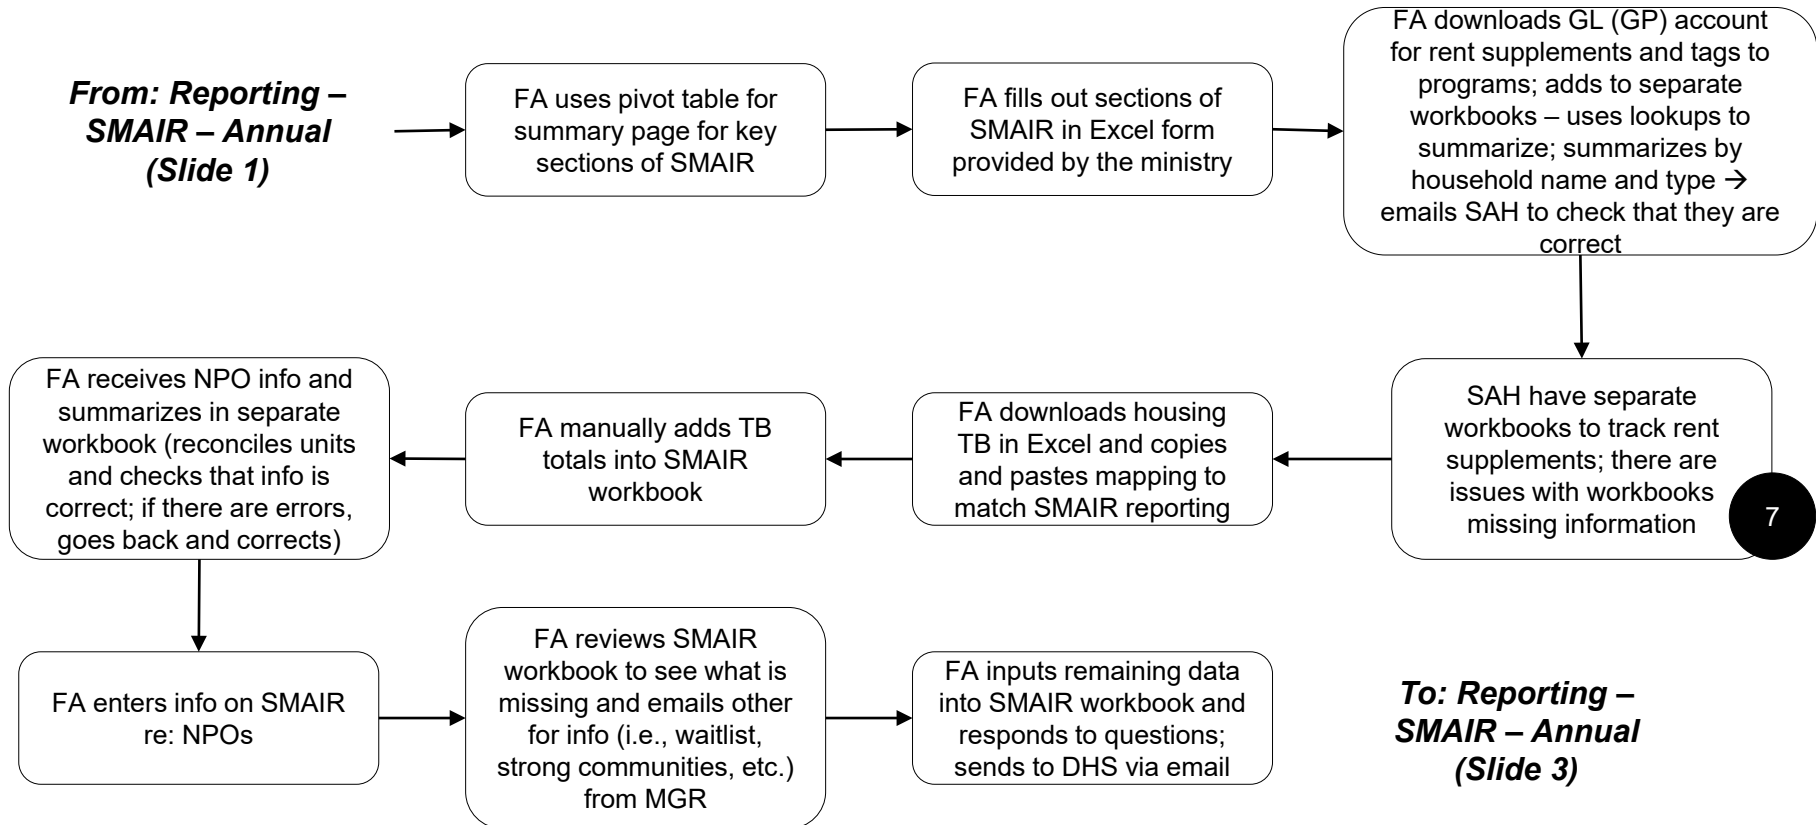 From: Reporting –
SMAIR – Annual
(Slide 1)
FA uses pivot table for
summary page for key
sections of SMAIR
FA fills out sections of
SMAIR in Excel form
provided by the ministry
FA downloads GL (GP) account
for rent supplements and tags to
programs; adds to separate
workbooks – uses lookups to
summarize; summarizes by
household name and type →
emails SAH to check that they are
correct
SAH have separate
workbooks to track rent
supplements; there are
issues with workbooks
missing information
7
FA downloads housing
TB in Excel and copies
and pastes mapping to
match SMAIR reporting
FA manually adds TB
totals into SMAIR
workbook
FA receives NPO info and
summarizes in separate
workbook (reconciles units
and checks that info is
correct; if there are errors,
goes back and corrects)
FA enters info on SMAIR
re: NPOs
FA reviews SMAIR
workbook to see what is
missing and emails other
for info (i.e., waitlist,
strong communities, etc.)
from MGR
FA inputs remaining data
into SMAIR workbook and
responds to questions;
sends to DHS via email
To: Reporting –
SMAIR – Annual
(Slide 3)